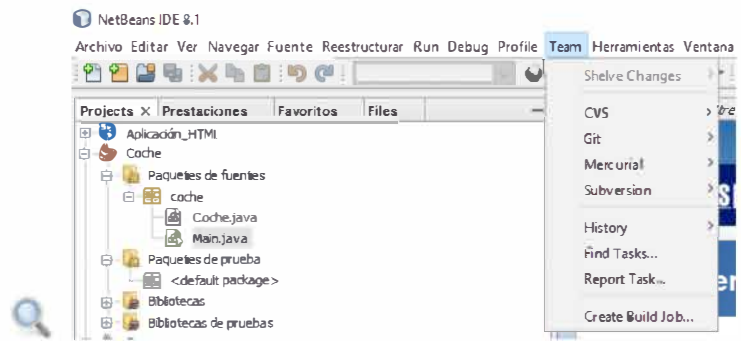 NetBeans IDE 8.1
Archivo Editar Ver Navegar Fuente Reestructurar Run Debug Profile Team Herramientas Ventana
Shelve Changes
Projects Prestaciones Favoritos Files
CVS
Git
Mercurial
Subversion
History
Find Tasks...
Report Task...
Create Build Job...
Aplicación_HTML
Coche
Paquetes de fuentes
coche
Coche.java
Main.java
Paquetes de prueba
<default package>
Bibliotecas
Bibliotecas de pruebas